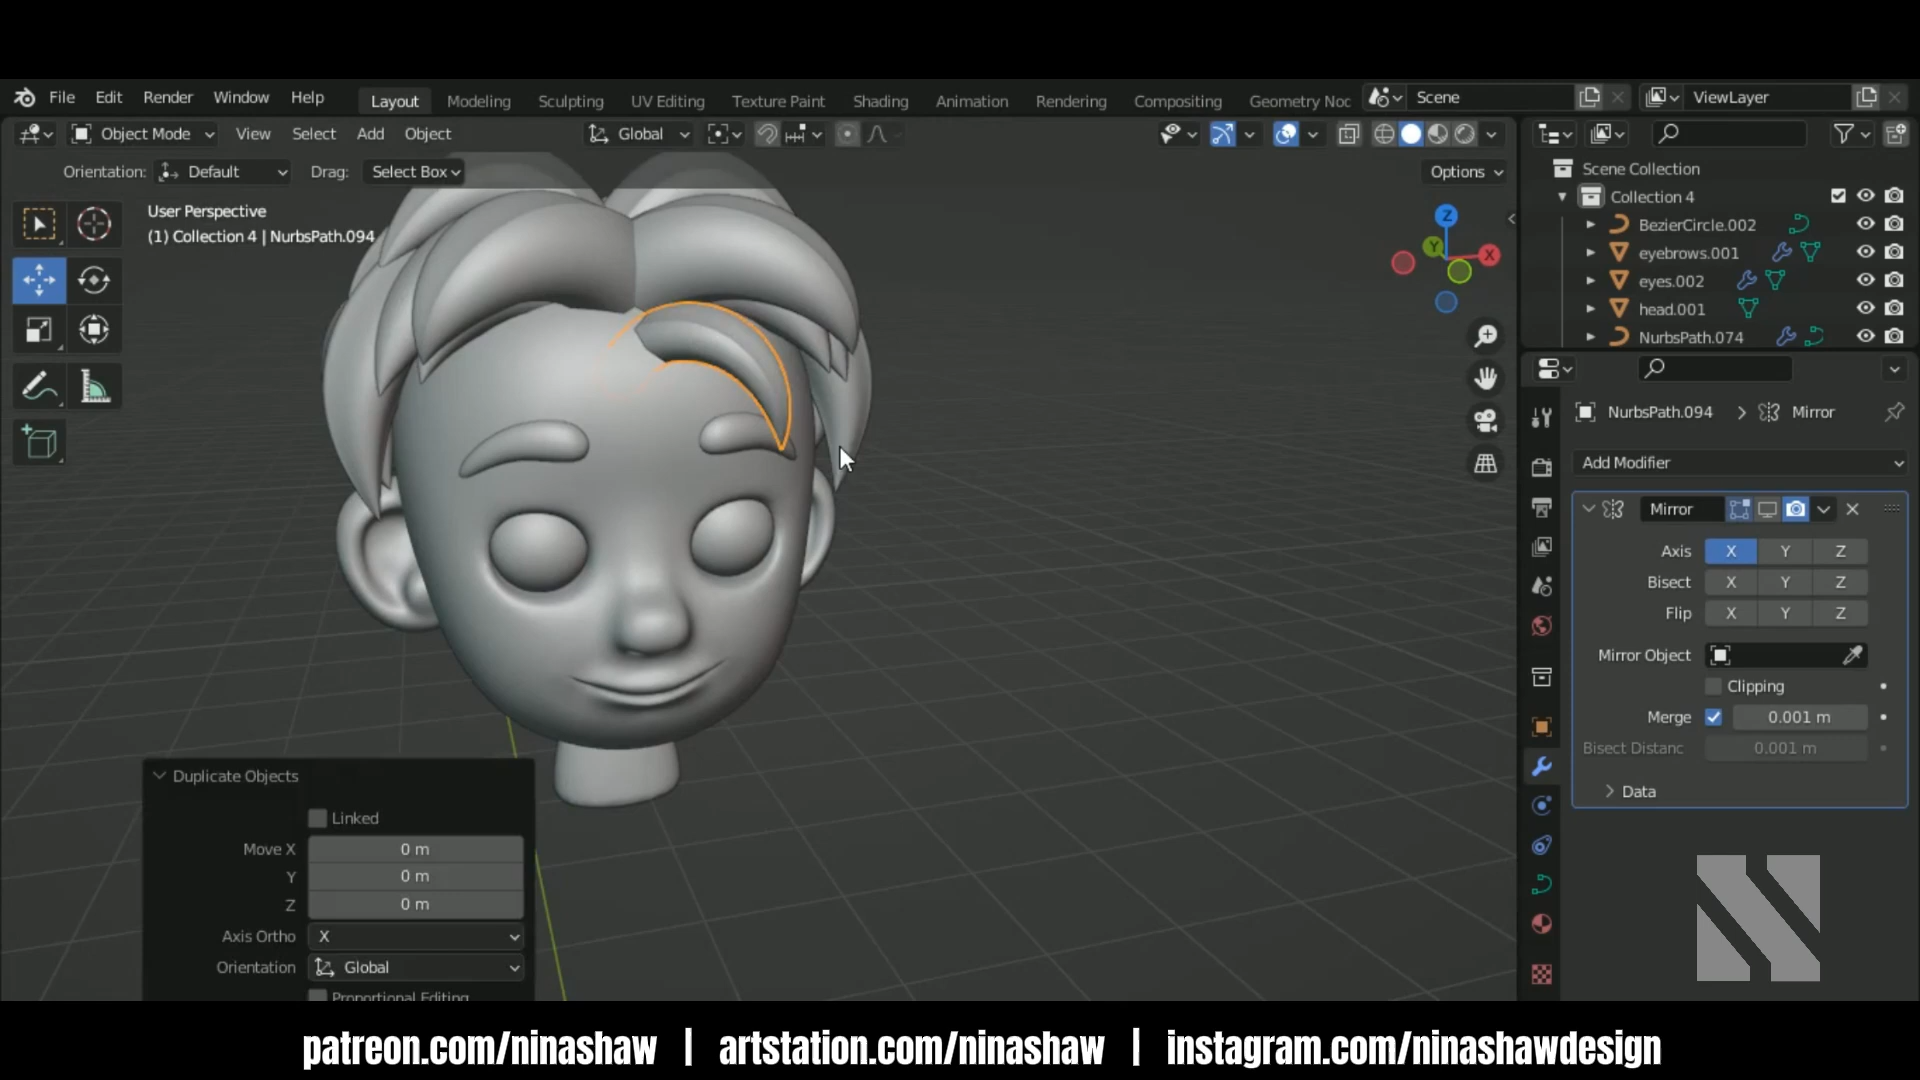 File Edit Render Window Help Layout Modeling Sculpting UV Editing Texture Paint Shading Animation Rendering Compositing Geometry Noc Scene ViewLayer
Object Mode View Select Add Object Global
Orientation: Default Drag: Select Box Options
User Perspective
(1) Collection 4 | NurbsPath.094
Z
Y
X
Scene Collection
Collection 4
BezierCircle.002
eyebrows.001
eyes.002
head.001
NurbsPath.074
NurbsPath.094 > Mirror
Add Modifier
Mirror
Axis X Y Z
Bisect X Y Z
Flip X Y Z
Mirror Object
Clipping
Merge 0.001 m
Bisect Distanc 0.001 m
Data
Duplicate Objects
Linked
Move X 0 m
Y 0 m
Z 0 m
Axis Ortho X
Orientation Global
Proportional Editing
patreon.com/ninashaw | artstation.com/ninashaw | instagram.com/ninashawdesign